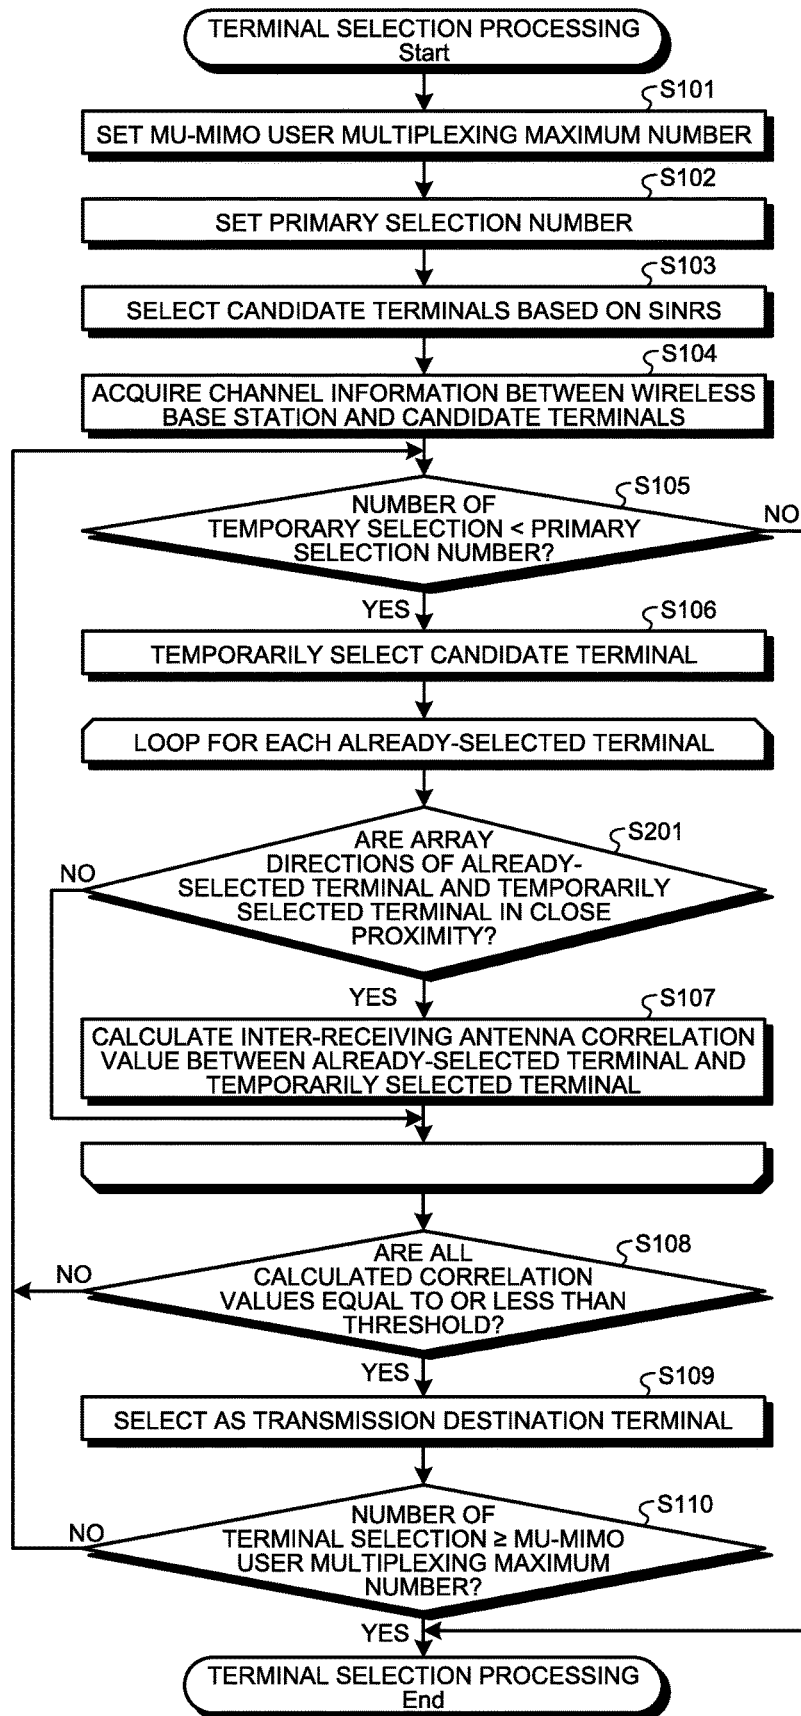 TERMINAL SELECTION PROCESSING
Start
S101
SET MU-MIMO USER MULTIPLEXING MAXIMUM NUMBER
S102
SET PRIMARY SELECTION NUMBER
S103
SELECT CANDIDATE TERMINALS BASED ON SINRS
S104
ACQUIRE CHANNEL INFORMATION BETWEEN WIRELESS
BASE STATION AND CANDIDATE TERMINALS
S105
NUMBER OF
TEMPORARY SELECTION < PRIMARY
SELECTION NUMBER?
NO
YES
S106
TEMPORARILY SELECT CANDIDATE TERMINAL
LOOP FOR EACH ALREADY-SELECTED TERMINAL
S201
ARE ARRAY
DIRECTIONS OF ALREADY-
SELECTED TERMINAL AND TEMPORARILY
SELECTED TERMINAL IN CLOSE
PROXIMITY?
NO
YES
S107
CALCULATE INTER-RECEIVING ANTENNA CORRELATION
VALUE BETWEEN ALREADY-SELECTED TERMINAL AND
TEMPORARILY SELECTED TERMINAL
S108
ARE ALL
CALCULATED CORRELATION
VALUES EQUAL TO OR LESS THAN
THRESHOLD?
NO
YES
S109
SELECT AS TRANSMISSION DESTINATION TERMINAL
S110
NUMBER OF
TERMINAL SELECTION ≥ MU-MIMO
USER MULTIPLEXING MAXIMUM
NUMBER?
NO
YES
TERMINAL SELECTION PROCESSING
End